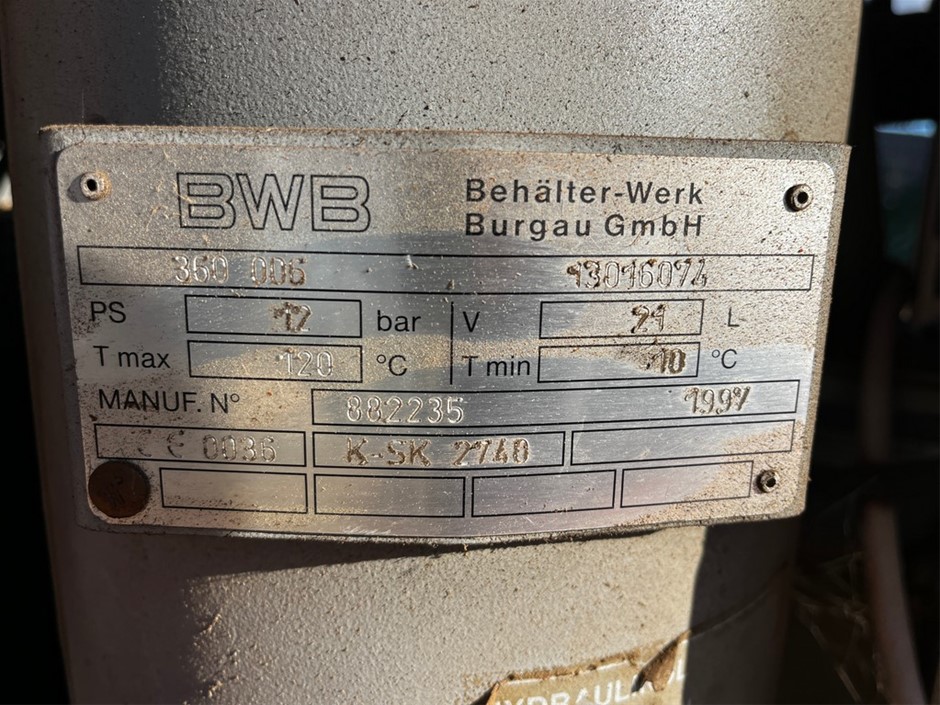 BWB
Behälter-Werk
Burgau GmbH
360 006 13016074
PS 12 bar V 21 L
T max 120 °C T min -10 °C
MANUF. N° 882235 1997
CE 0036 K-SK 2740